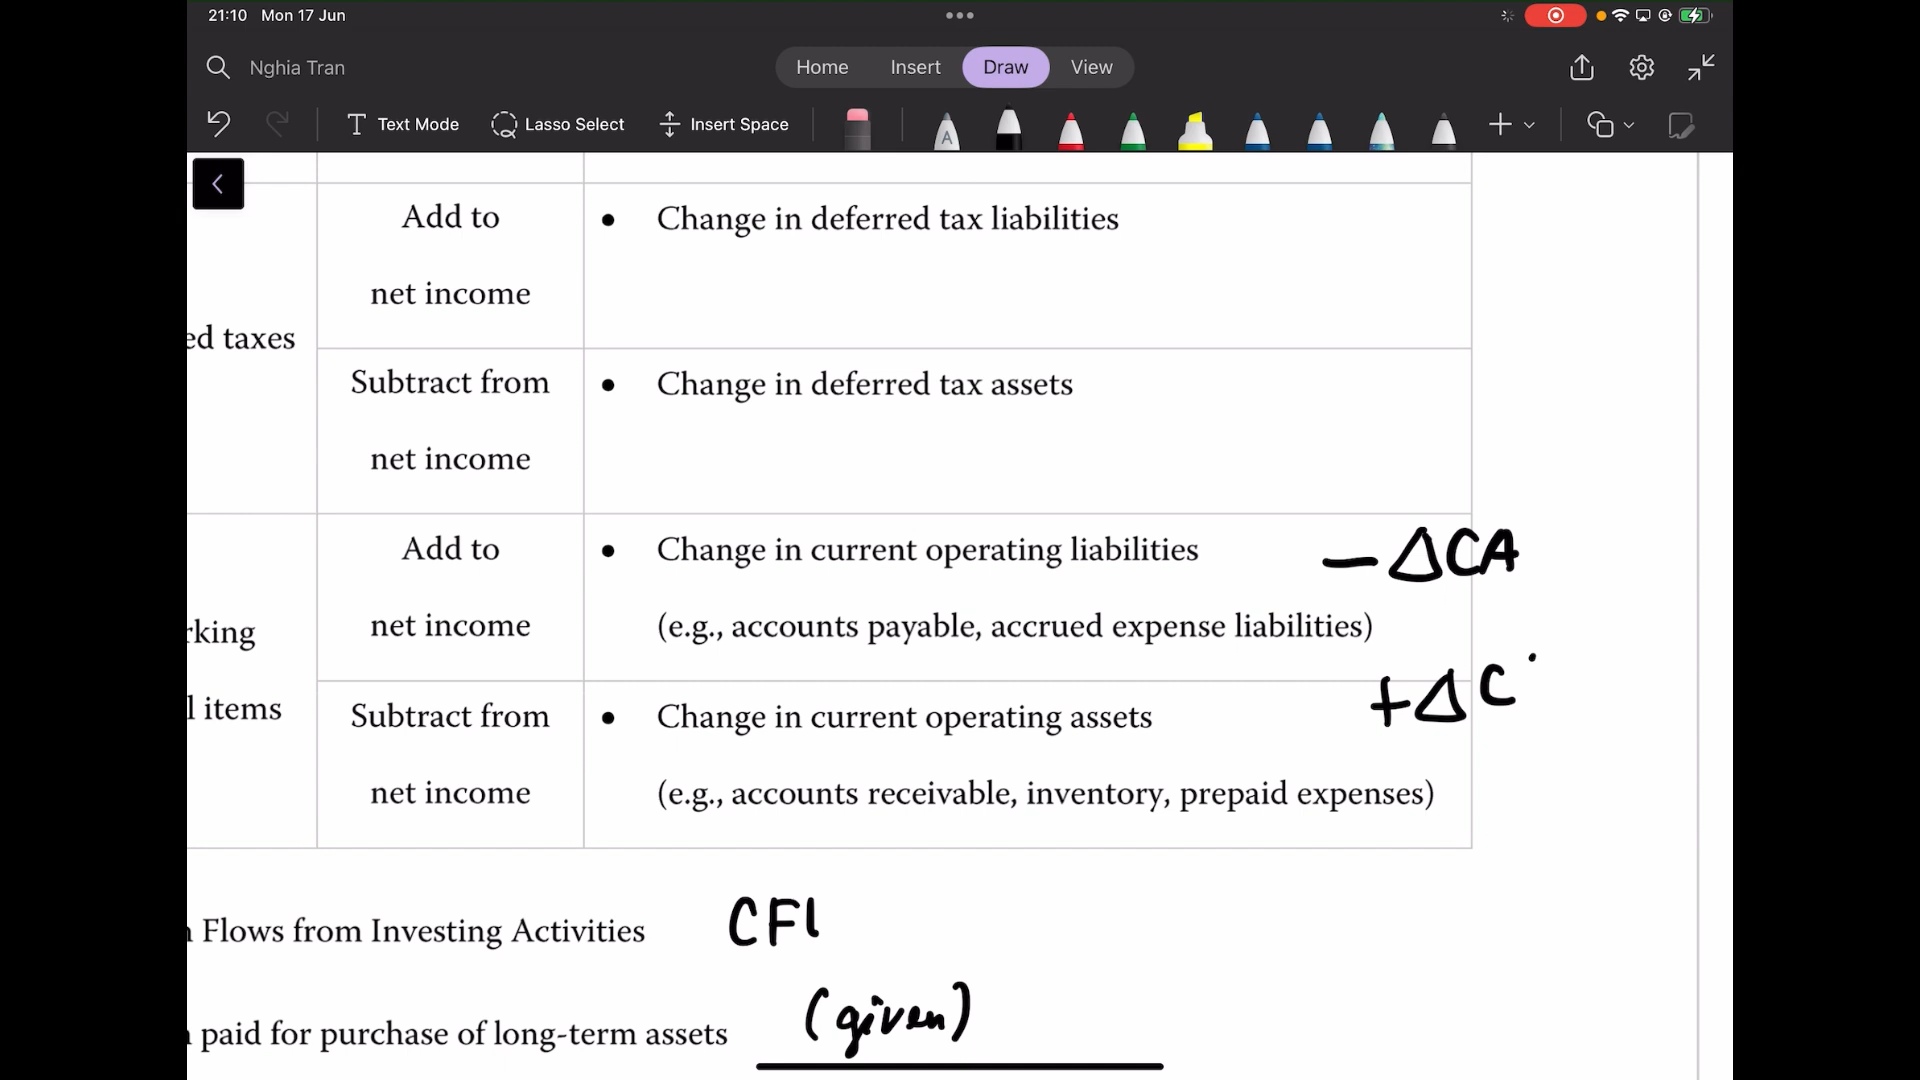 21:10 Mon 17 Jun
Nghia Tran
Home Insert Draw View
Text Mode Lasso Select Insert Space
A
Add to
net income
• Change in deferred tax liabilities
ed taxes
Subtract from
net income
• Change in deferred tax assets
Add to
net income
• Change in current operating liabilities
(e.g., accounts payable, accrued expense liabilities)
− ΔCA
rking
l items
Subtract from
net income
• Change in current operating assets
(e.g., accounts receivable, inventory, prepaid expenses)
+ΔC
Flows from Investing Activities CFI
paid for purchase of long-term assets (given)